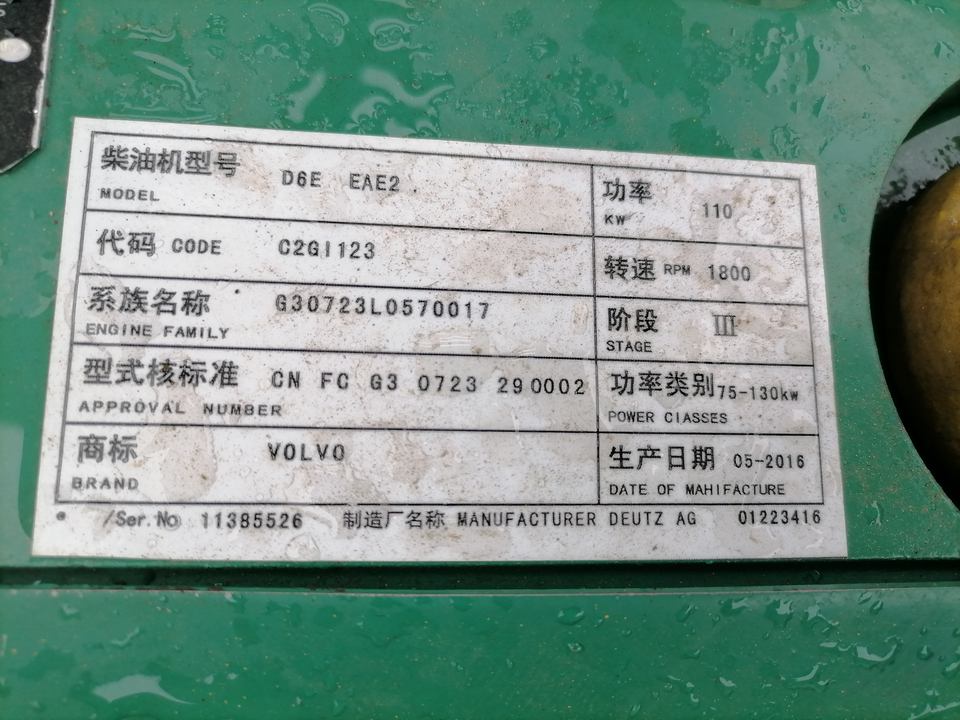 柴油机型号 D6E EAE2
MODEL
功率 110
KW
代码 CODE C2GI123
转速 RPM 1800
系族名称 G30723L0570017
ENGINE FAMILY
阶段 III
STAGE
型式核标准 CN FC G3 0723 290002
APPROVAL NUMBER
功率类别 75-130kw
POWER CIASSES
商标 VOLVO
BRAND
生产日期 05-2016
DATE OF MAHIFACTURE
/Ser.No 11385526 制造厂名称 MANUFACTURER DEUTZ AG 01223416